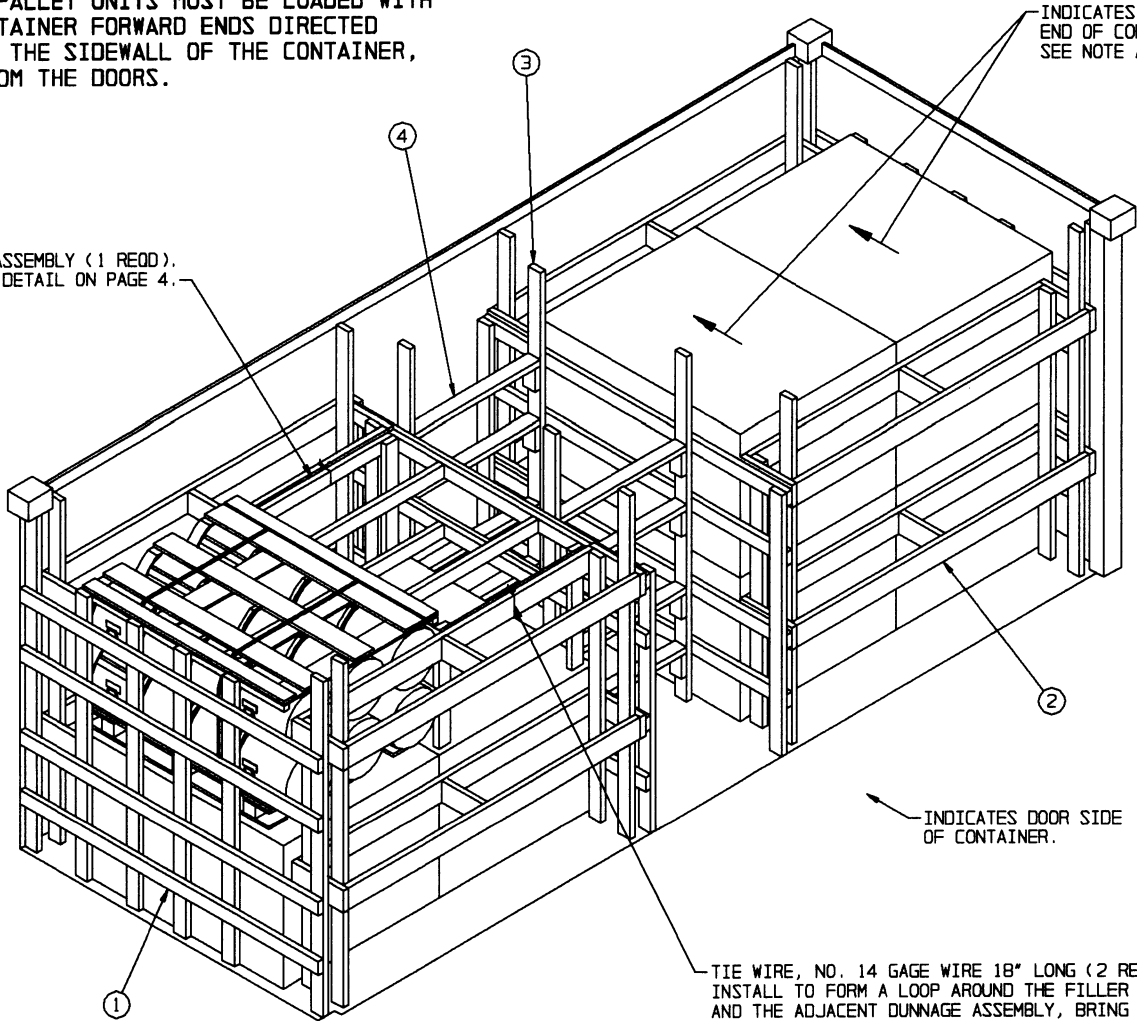 PALLET UNITS MUST BE LOADED WITH
TAINER FORWARD ENDS DIRECTED
THE SIDEWALL OF THE CONTAINER,
OM THE DOORS.
INDICATES
END OF CO
SEE NOTE
3
4
ASSEMBLY (1 REQD).
DETAIL ON PAGE 4.
2
INDICATES DOOR SIDE
OF CONTAINER.
1
TIE WIRE, NO. 14 GAGE WIRE 18" LONG (2 RE
INSTALL TO FORM A LOOP AROUND THE FILLER
AND THE ADJACENT DUNNAGE ASSEMBLY, BRING